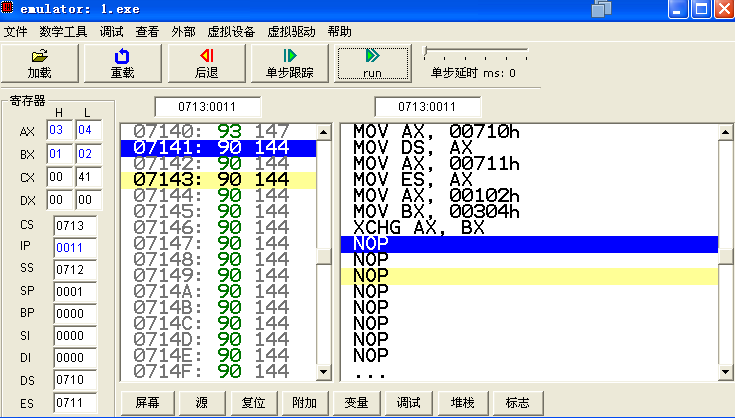 emulator: 1.exe
文件 数学工具 调试 查看 外部 虚拟设备 虚拟驱动 帮助
加载 重载 后退 单步跟踪 run 单步延时 ms: 0
寄存器
H L
AX 03 04
BX 01 02
CX 00 41
DX 00 00
CS 0713
IP 0011
SS 0712
SP 0001
BP 0000
SI 0000
DI 0000
DS 0710
ES 0711
0713:0011
07140: 93 147
07141: 90 144
07142: 90 144
07143: 90 144
07144: 90 144
07145: 90 144
07146: 90 144
07147: 90 144
07148: 90 144
07149: 90 144
0714A: 90 144
0714B: 90 144
0714C: 90 144
0714D: 90 144
0714E: 90 144
0714F: 90 144
0713:0011
MOV AX, 00710h
MOV DS, AX
MOV AX, 00711h
MOV ES, AX
MOV AX, 00102h
MOV BX, 00304h
XCHG AX, BX
NOP
NOP
NOP
NOP
NOP
NOP
NOP
NOP
...
屏幕 源 复位 附加 变量 调试 堆栈 标志